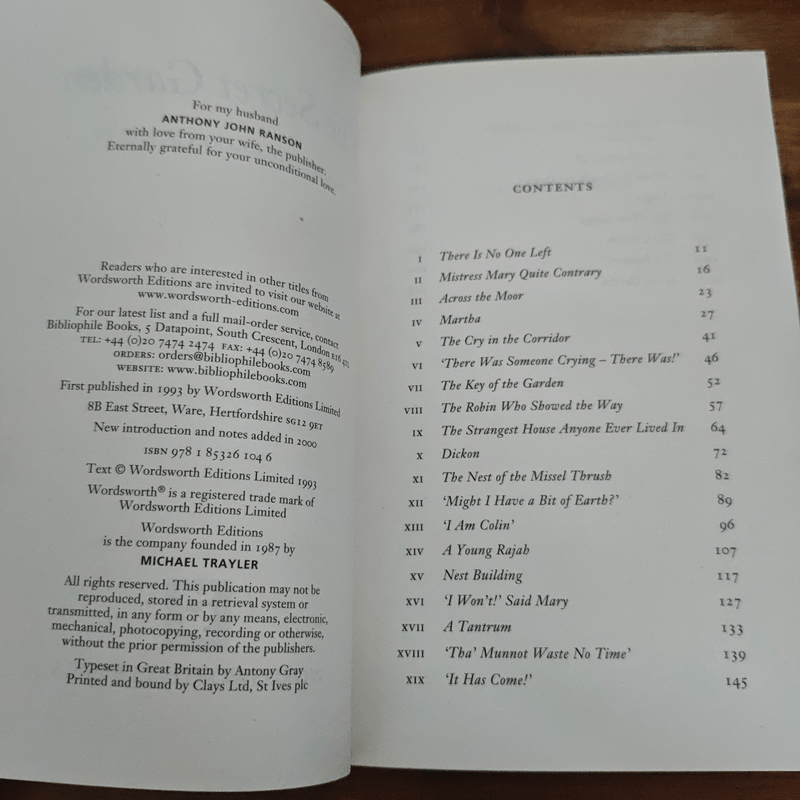 For my husband
ANTHONY JOHN RANSON
with love from your wife, the publisher.
Eternally grateful for your unconditional love.
Readers who are interested in other titles from
Wordsworth Editions are invited to visit our website at
www.wordsworth-editions.com
For our latest list and a full mail-order service, contact
Bibliophile Books, 5 Datapoint, South Crescent, London E16 4TL
TEL: +44 (0)20 7474 2474 FAX: +44 (0)20 7474 8589
ORDERS: orders@bibliophilebooks.com
WEBSITE: www.bibliophilebooks.com
First published in 1993 by Wordsworth Editions Limited
8B East Street, Ware, Hertfordshire SG12 9ET
New introduction and notes added in 2000
ISBN 978 1 85326 104 6
Text © Wordsworth Editions Limited 1993
Wordsworth® is a registered trade mark of
Wordsworth Editions Limited
Wordsworth Editions
is the company founded in 1987 by
MICHAEL TRAYLER
All rights reserved. This publication may not be
reproduced, stored in a retrieval system or
transmitted, in any form or by any means, electronic,
mechanical, photocopying, recording or otherwise,
without the prior permission of the publishers.
Typeset in Great Britain by Antony Gray
Printed and bound by Clays Ltd, St Ives plc
CONTENTS
I There Is No One Left 11
II Mistress Mary Quite Contrary 16
III Across the Moor 23
IV Martha 27
V The Cry in the Corridor 41
VI ‘There Was Someone Crying – There Was!’ 46
VII The Key of the Garden 52
VIII The Robin Who Showed the Way 57
IX The Strangest House Anyone Ever Lived In 64
X Dickon 72
XI The Nest of the Missel Thrush 82
XII ‘Might I Have a Bit of Earth?’ 89
XIII ‘I Am Colin’ 96
XIV A Young Rajah 107
XV Nest Building 117
XVI ‘I Won’t!’ Said Mary 127
XVII A Tantrum 133
XVIII ‘Tha’ Munnot Waste No Time’ 139
XIX ‘It Has Come!’ 145